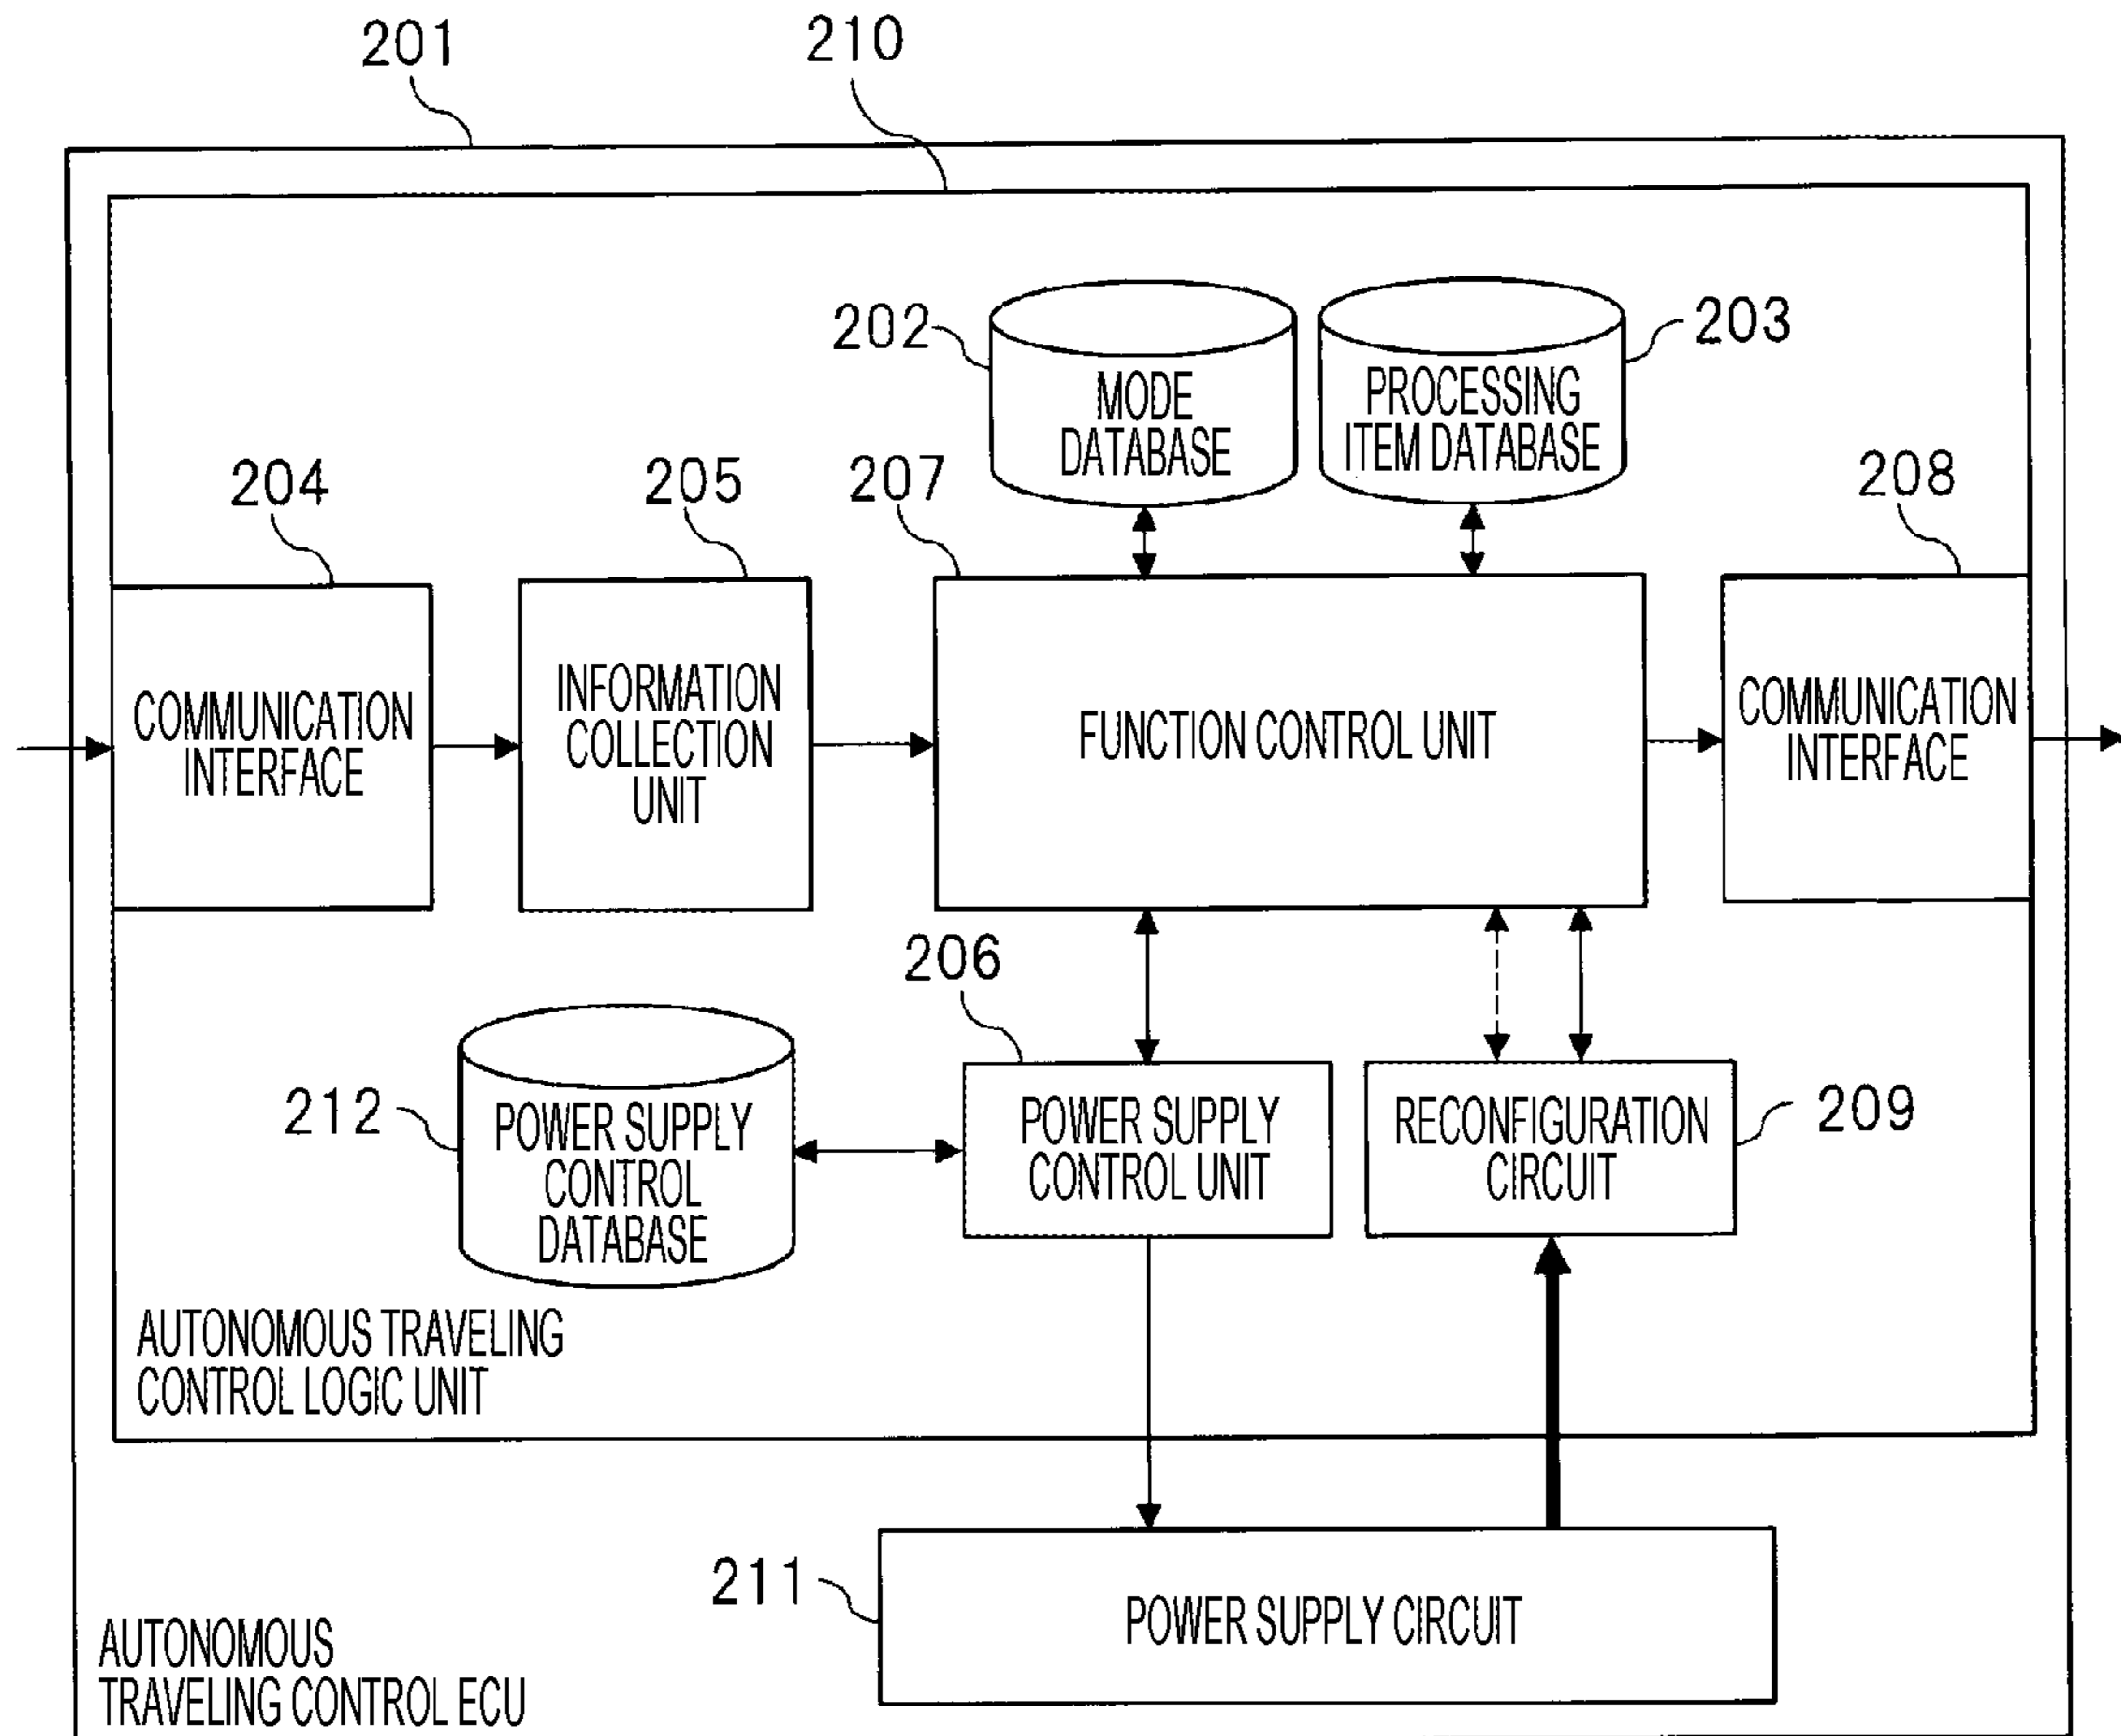 201
210
202
203
MODE
DATABASE
PROCESSING
ITEM DATABASE
204
205
207
208
COMMUNICATION
INTERFACE
INFORMATION
COLLECTION
UNIT
FUNCTION CONTROL UNIT
COMMUNICATION
INTERFACE
206
212
POWER SUPPLY
CONTROL
DATABASE
POWER SUPPLY
CONTROL UNIT
RECONFIGURATION
CIRCUIT
209
AUTONOMOUS TRAVELING
CONTROL LOGIC UNIT
211
POWER SUPPLY CIRCUIT
AUTONOMOUS
TRAVELING CONTROL ECU